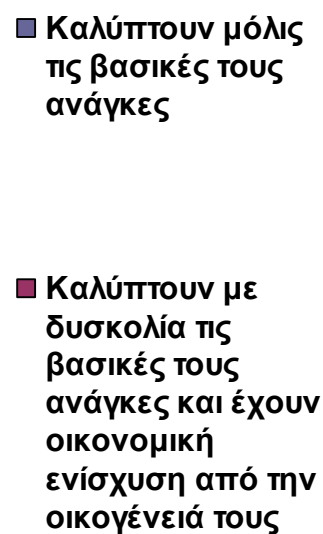 Καλύπτουν μόλις
τις βασικές τους
ανάγκες
Καλύπτουν με
δυσκολία τις
βασικές τους
ανάγκες και έχουν
οικονομική
ενίσχυση από την
οικογένειά τους